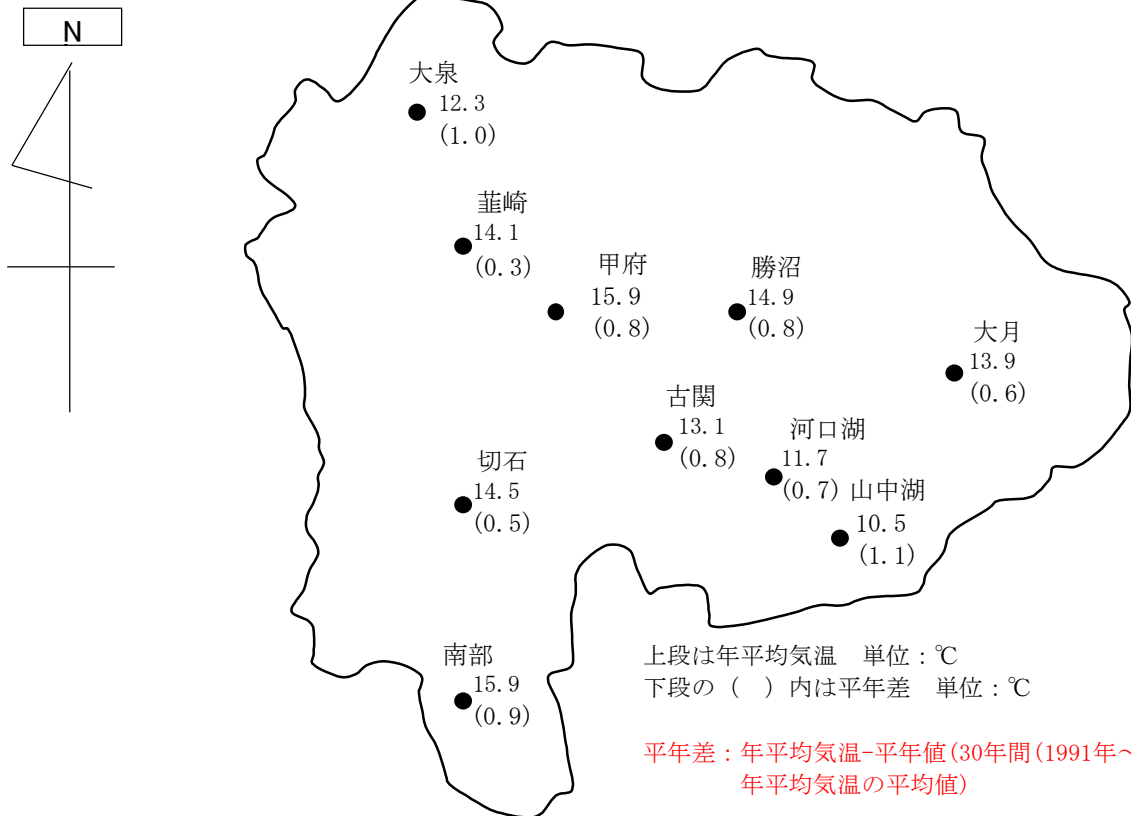 N
大泉
12.3
(1.0)
韮崎
14.1
(0.3)
甲府
15.9
(0.8)
勝沼
14.9
(0.8)
大月
13.9
(0.6)
古関
13.1
(0.8)
河口湖
11.7
(0.7)
山中湖
10.5
(1.1)
切石
14.5
(0.5)
南部
15.9
(0.9)
上段は年平均気温　単位：℃
下段の（　）内は平年差　単位：℃
平年差：年平均気温-平年値(30年間(1991年～
年平均気温の平均値)